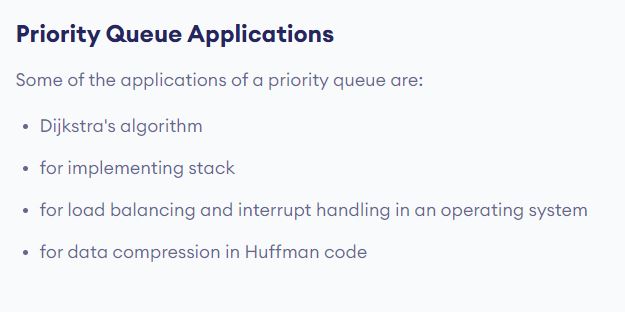 Priority Queue Applications
Some of the applications of a priority queue are:
• Dijkstra's algorithm
• for implementing stack
• for load balancing and interrupt handling in an operating system
• for data compression in Huffman code